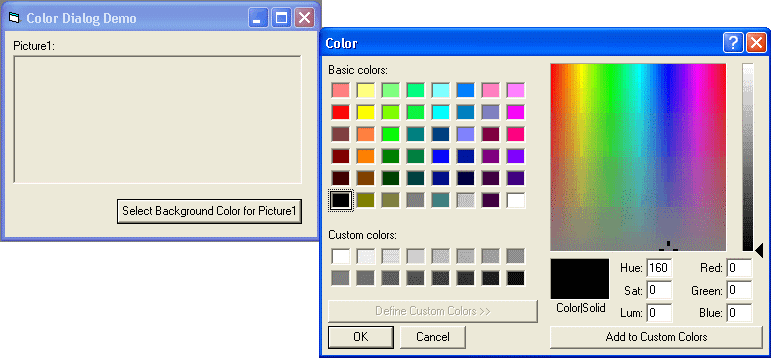 Color Dialog Demo
Picture1:
Select Background Color for Picture1
Color
Basic colors:
Custom colors:
Define Custom Colors >>
OK
Cancel
Color|Solid
Hue: 160
Sat: 0
Lum: 0
Red: 0
Green: 0
Blue: 0
Add to Custom Colors